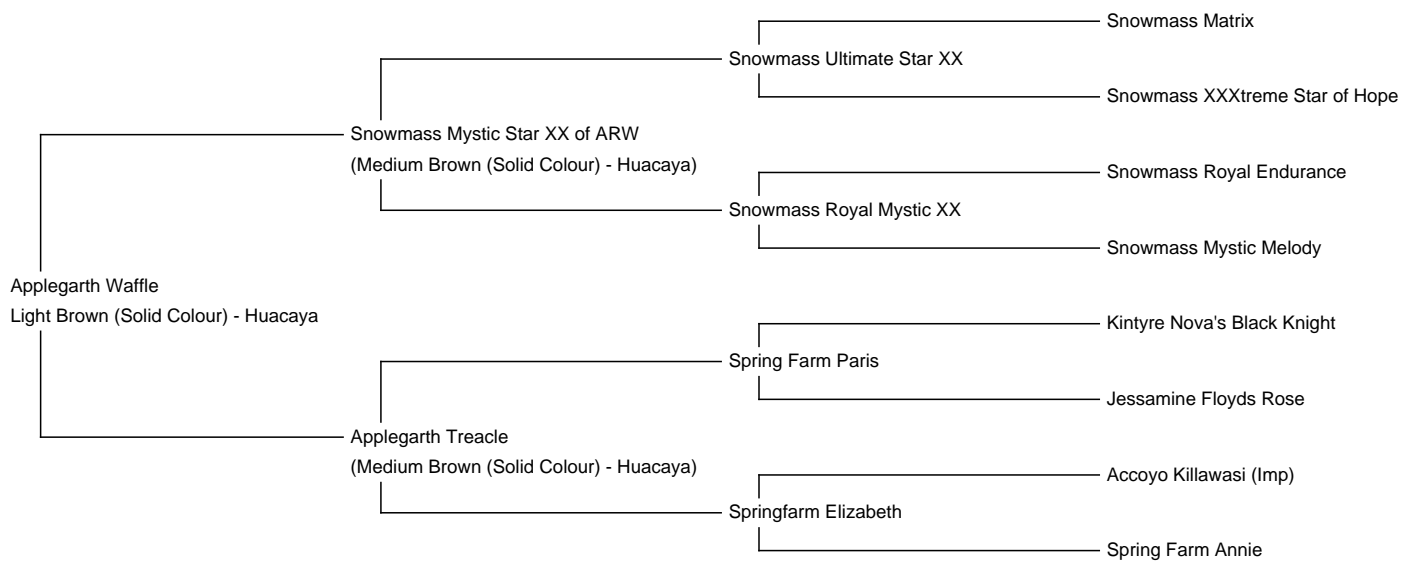 Snowmass Matrix
Snowmass Ultimate Star XX
Snowmass XXXtreme Star of Hope
Snowmass Mystic Star XX of ARW
(Medium Brown (Solid Colour) - Huacaya)
Snowmass Royal Endurance
Snowmass Royal Mystic XX
Snowmass Mystic Melody
Applegarth Waffle
Light Brown (Solid Colour) - Huacaya
Kintyre Nova's Black Knight
Spring Farm Paris
Jessamine Floyds Rose
Applegarth Treacle
(Medium Brown (Solid Colour) - Huacaya)
Accoyo Killawasi (Imp)
Springfarm Elizabeth
Spring Farm Annie